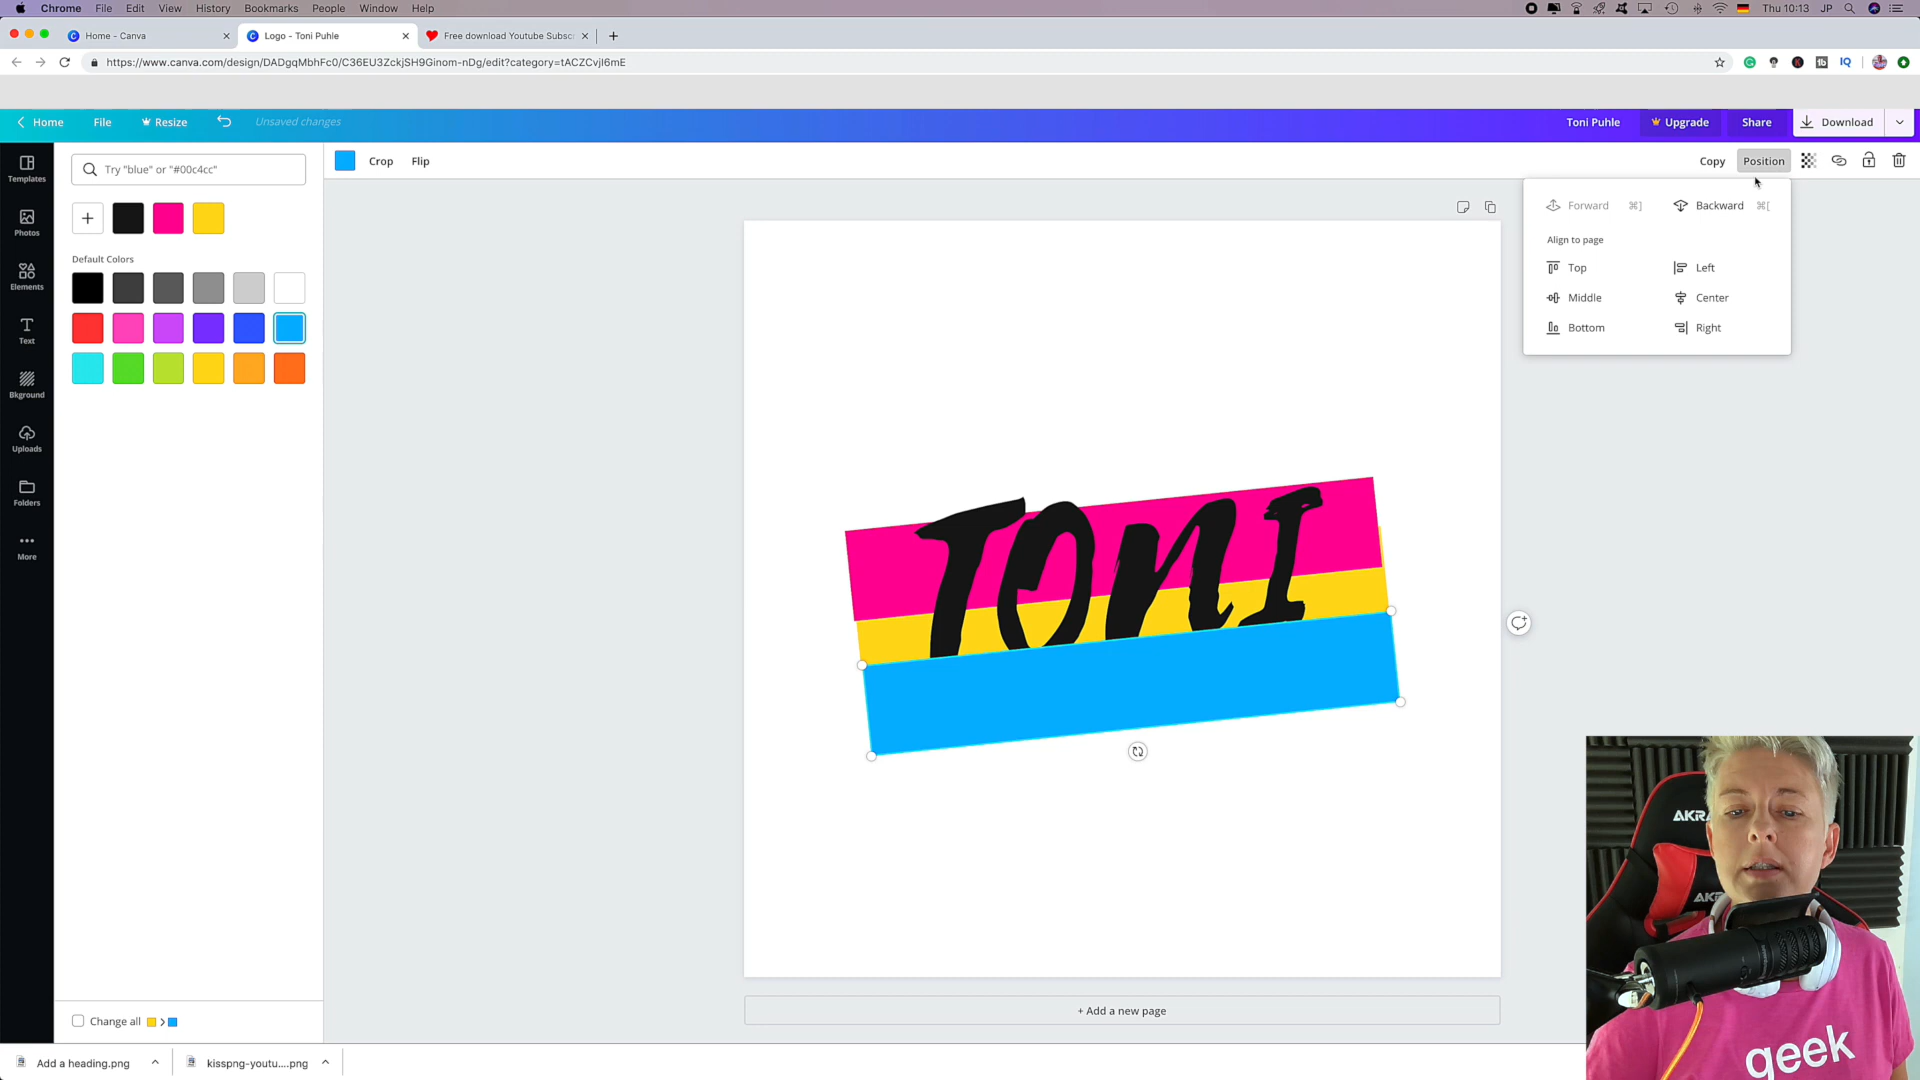 Chrome File Edit View History Bookmarks People Window Help
Thu 10:13 JP
Home - Canva
Logo - Toni Puhle
Free download Youtube Subsc
https://www.canva.com/design/DADgqMbhFc0/C36EU3ZckjSH9Ginom-nDg/edit?category=tACZCvjI6mE
IQ
Home File Resize Unsaved changes
Toni Puhle Upgrade Share Download
Templates
Photos
Elements
Text
Bkground
Uploads
Folders
More
Try "blue" or "#00c4cc"
Default Colors
Change all
Crop Flip
Copy Position
Forward ⌘] Backward ⌘[
Align to page
Top Left
Middle Center
Bottom Right
TONI
+ Add a new page
geek
Add a heading.png
kisspng-youtu....png